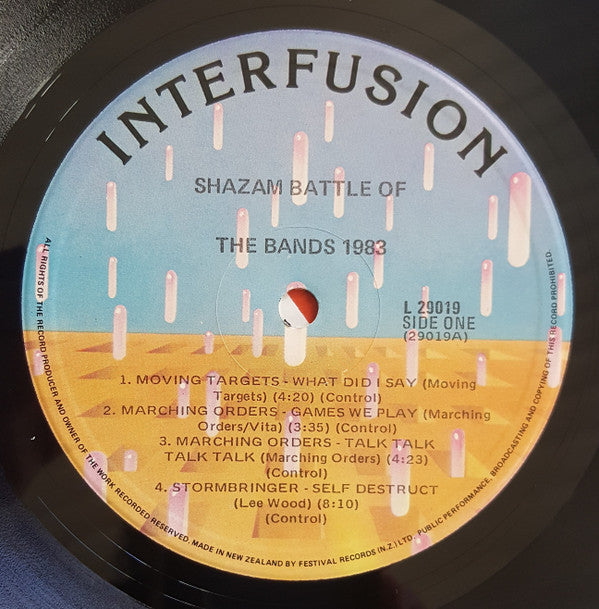 INTERFUSION
SHAZAM BATTLE OF
THE BANDS 1983
L 29019
SIDE ONE
(29019A)
1. MOVING TARGETS - WHAT DID I SAY (Moving
Targets) (4:20) (Control)
2. MARCHING ORDERS - GAMES WE PLAY (Marching
Orders/Vita) (3:35) (Control)
3. MARCHING ORDERS - TALK TALK
TALK TALK (Marching Orders) (4:23)
(Control)
4. STORMBRINGER - SELF DESTRUCT
(Lee Wood) (8:10)
(Control)
ALL RIGHTS OF THE RECORD PRODUCER AND OWNER OF THE WORK RECORDED RESERVED. MADE IN NEW ZEALAND BY FESTIVAL RECORDS (N.Z.) LTD. PUBLIC PERFORMANCE, BROADCASTING AND COPYING OF THIS RECORD PROHIBITED.